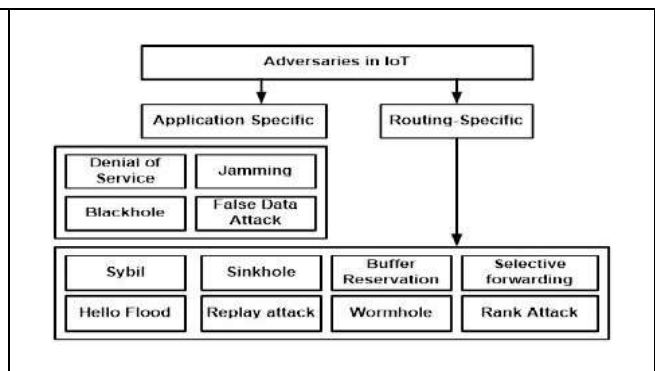 Adversaries in IoT
Application Specific
Routing-Specific
Denial of
Service
Jamming
Blackhole
False Data
Attack
Sybil
Sinkhole
Buffer
Reservation
Selective
forwarding
Hello Flood
Replay attack
Wormhole
Rank Attack